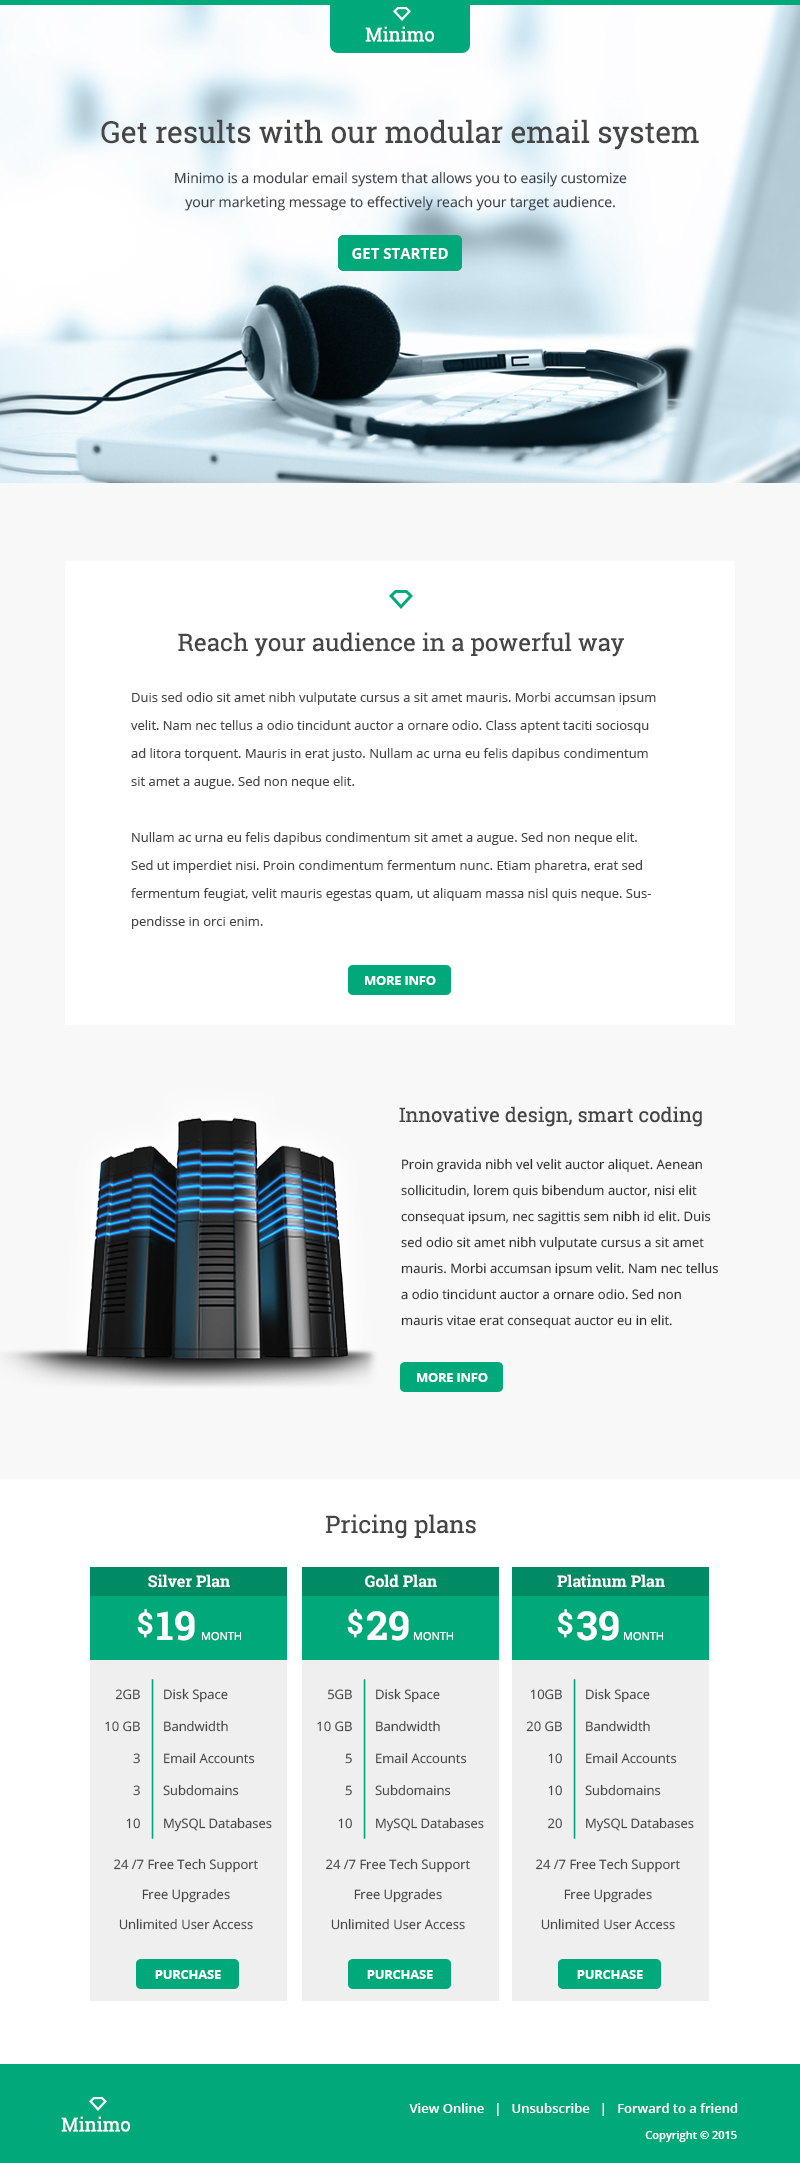 Minimo
Get results with our modular email system
Minimo is a modular email system that allows you to easily customize
your marketing message to effectively reach your target audience.
GET STARTED
Reach your audience in a powerful way
Duis sed odio sit amet nibh vulputate cursus a sit amet mauris. Morbi accumsan ipsum
velit. Nam nec tellus a odio tincidunt auctor a ornare odio. Class aptent taciti sociosqu
ad litora torquent. Mauris in erat justo. Nullam ac urna eu felis dapibus condimentum
sit amet a augue. Sed non neque elit.
Nullam ac urna eu felis dapibus condimentum sit amet a augue. Sed non neque elit.
Sed ut imperdiet nisi. Proin condimentum fermentum nunc. Etiam pharetra, erat sed
fermentum feugiat, velit mauris egestas quam, ut aliquam massa nisl quis neque. Sus-
pendisse in orci enim.
MORE INFO
Innovative design, smart coding
Proin gravida nibh vel velit auctor aliquet. Aenean
sollicitudin, lorem quis bibendum auctor, nisi elit
consequat ipsum, nec sagittis sem nibh id elit. Duis
sed odio sit amet nibh vulputate cursus a sit amet
mauris. Morbi accumsan ipsum velit. Nam nec tellus
a odio tincidunt auctor a ornare odio. Sed non
mauris vitae erat consequat auctor eu in elit.
MORE INFO
Pricing plans
Silver Plan
$19 MONTH
2GB Disk Space
10 GB Bandwidth
3 Email Accounts
3 Subdomains
10 MySQL Databases
24 /7 Free Tech Support
Free Upgrades
Unlimited User Access
PURCHASE
Gold Plan
$29 MONTH
5GB Disk Space
10 GB Bandwidth
5 Email Accounts
5 Subdomains
10 MySQL Databases
24 /7 Free Tech Support
Free Upgrades
Unlimited User Access
PURCHASE
Platinum Plan
$39 MONTH
10GB Disk Space
20 GB Bandwidth
10 Email Accounts
10 Subdomains
20 MySQL Databases
24 /7 Free Tech Support
Free Upgrades
Unlimited User Access
PURCHASE
Minimo
View Online | Unsubscribe | Forward to a friend
Copyright © 2015